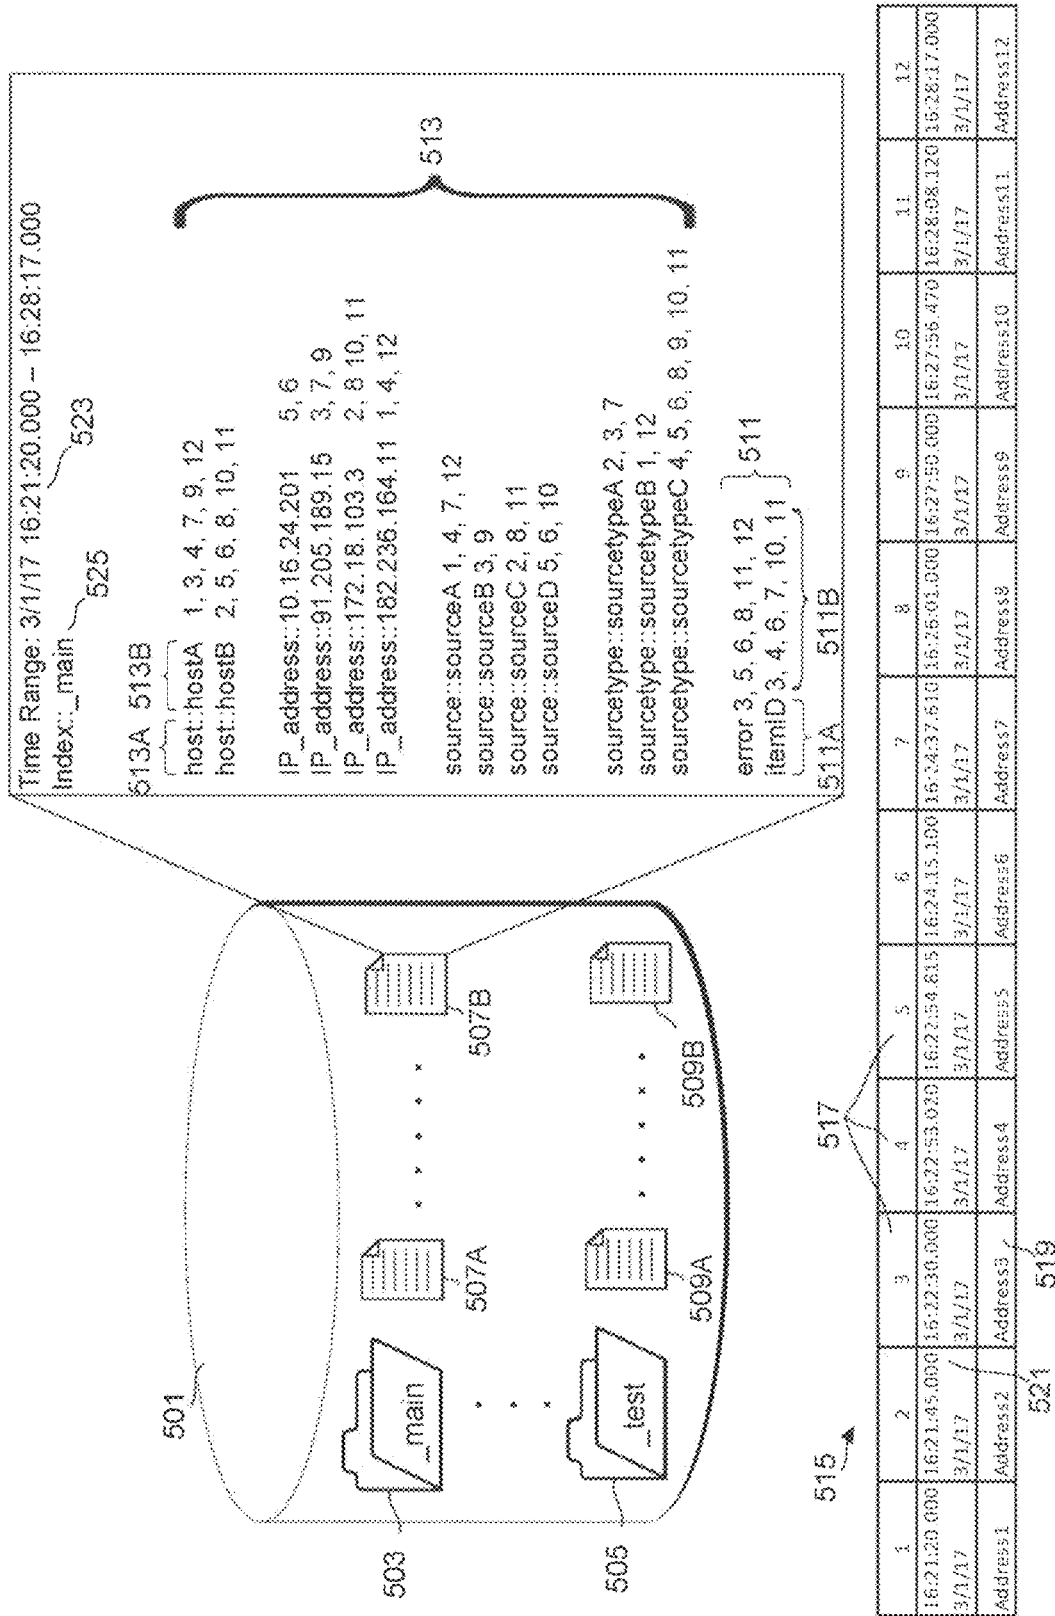 Time Range: 3/1/17 16:21:20.000 – 16:28:17.000
Index::_main
525
523
513A 513B
host::hostA 1, 3, 4, 7, 9, 12
host::hostB 2, 5, 6, 8, 10, 11
IP_address::10.16.24.201 5, 6
IP_address::91.205.189.15 3, 7, 9
IP_address::172.18.103.3 2, 8 10, 11
IP_address::182.236.164.11 1, 4, 12
source::sourceA 1, 4, 7, 12
source::sourceB 3, 9
source::sourceC 2, 8, 11
source::sourceD 5, 6, 10
sourcetype::sourcetypeA 2, 3, 7
sourcetype::sourcetypeB 1, 12
sourcetype::sourcetypeC 4, 5, 6, 8, 9, 10, 11
513
error 3, 5, 6, 8, 11, 12
itemID 3, 4, 6, 7, 10, 11
511
511A 511B
501
503
_main
507A
507B
505
_test
509A
509B
515
517
1 2 3 4 5 6 7 8 9 10 11 12
16:21:20 000 16:21:45.000 16:22:30.000 16:22:53.020 16:22:54.815 16:24:15.100 16:24:37.610 16:26:01.000 16:27:50.000 16:27:56.470 16:28:08.120 16:28:17.000
3/1/17 3/1/17 3/1/17 3/1/17 3/1/17 3/1/17 3/1/17 3/1/17 3/1/17 3/1/17 3/1/17 3/1/17
Address1 Address2 Address3 Address4 Address5 Address6 Address7 Address8 Address9 Address10 Address11 Address12
521
519